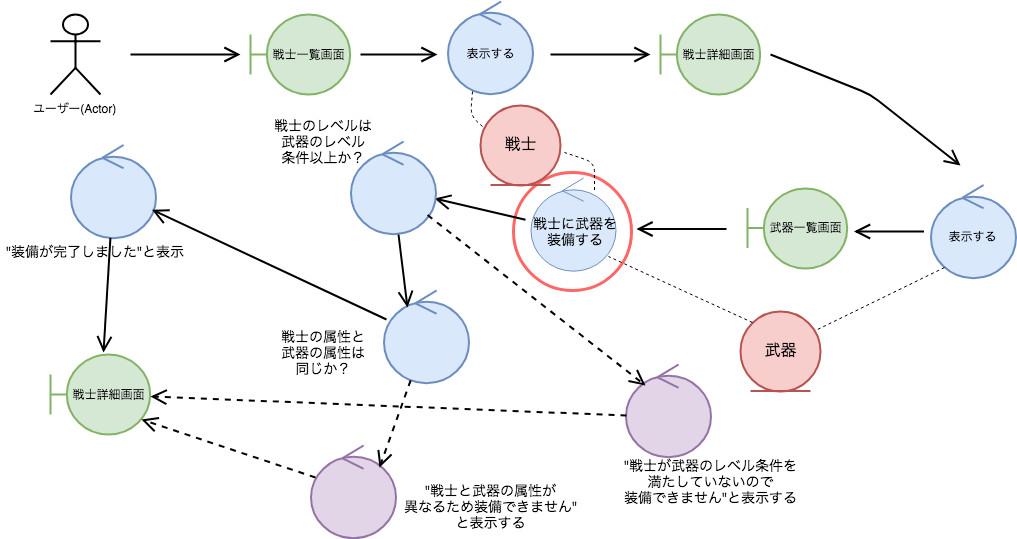 ユーザー(Actor)
戦士一覧画面
表示する
戦士詳細画面
戦士
戦士のレベルは
武器のレベル
条件以上か？
戦士に武器を
装備する
武器一覧画面
表示する
"装備が完了しました"と表示
戦士の属性と
武器の属性は
同じか？
武器
戦士詳細画面
"戦士が武器のレベル条件を
満たしていないので
装備できません"と表示する
"戦士と武器の属性が
異なるため装備できません"
と表示する